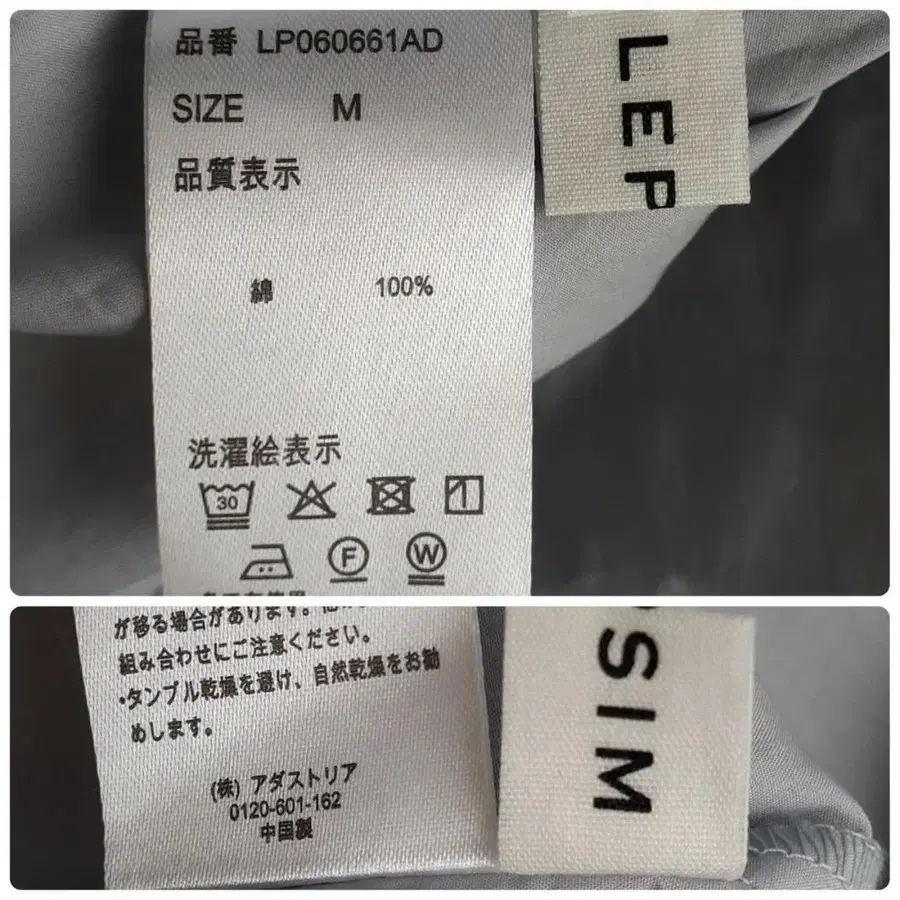 品番 LP060661AD
SIZE M
品質表示
綿 100%
洗濯絵表示
30
F
W
LEP
が移る場合があります。
組み合わせにご注意ください。
・タンブル乾燥を避け、自然乾燥をお勧
めします。
(株) アダストリア
0120-601-162
中国製
PSIM